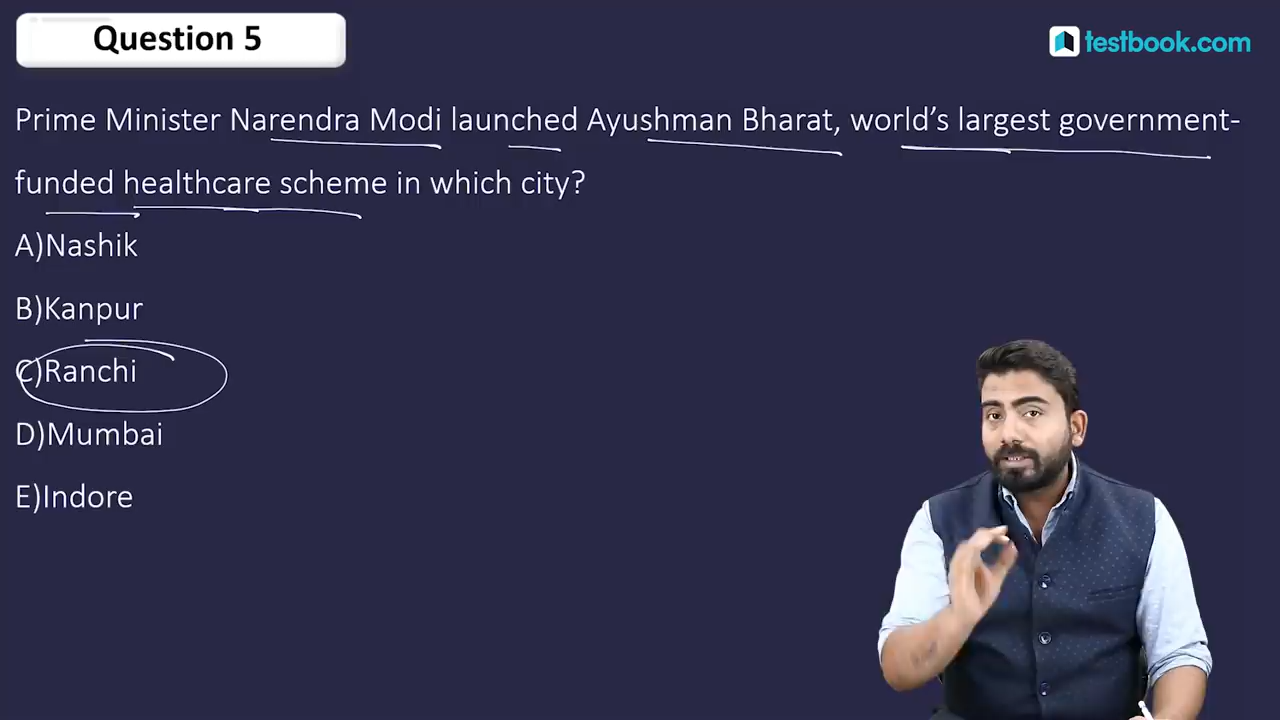 Question 5
testbook.com
Prime Minister Narendra Modi launched Ayushman Bharat, world's largest government-
funded healthcare scheme in which city?
A)Nashik
B)Kanpur
C)Ranchi
D)Mumbai
E)Indore